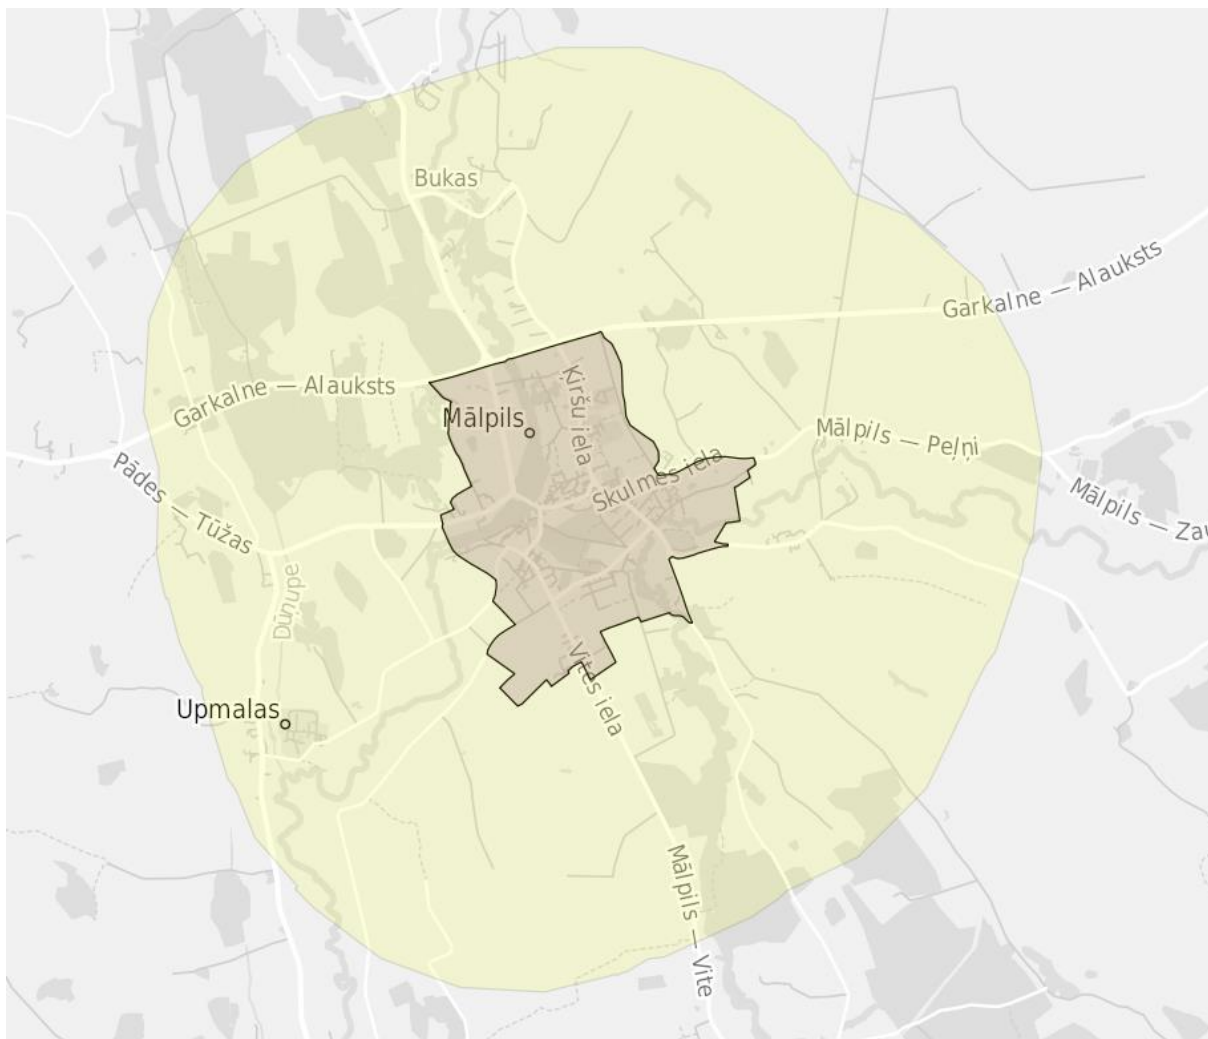 Bukas
Garkalne — Alauksts
Garkalne — Alauksts
Ķiršu iela
Mālpils
Mālpils — Peļņi
Pādes — Tūžas
Skulmes iela
Mālpils — Zau
Dūņupe
Vites iela
Upmalas
Mālpils — Vite